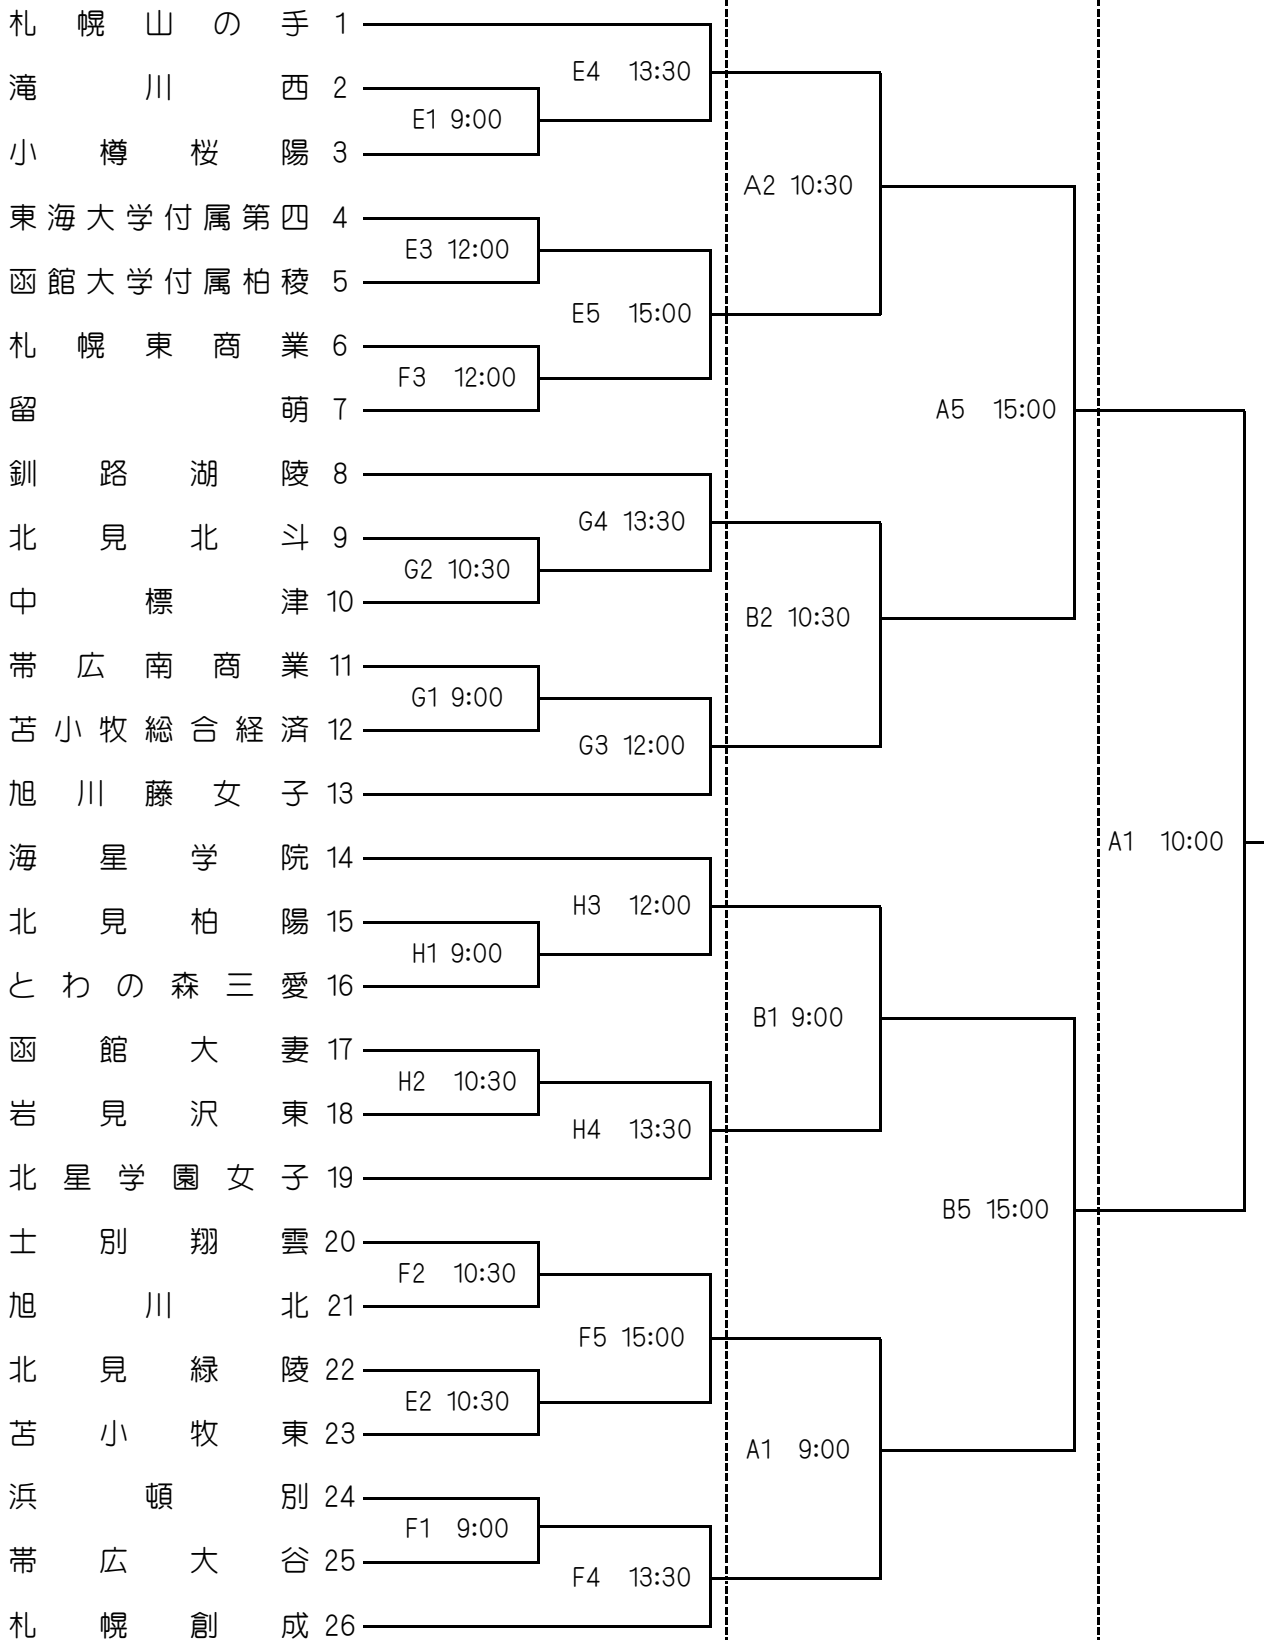 札幌山の手 1
E4 13:30
滝川西 2
E1 9:00
小樽桜陽 3
A2 10:30
東海大学付属第四 4
E3 12:00
函館大学付属柏稜 5
E5 15:00
札幌東商業 6
F3 12:00
留萌 7
A5 15:00
釧路湖陵 8
G4 13:30
北見北斗 9
G2 10:30
中標津 10
B2 10:30
帯広南商業 11
G1 9:00
苫小牧総合経済 12
G3 12:00
旭川藤女子 13
A1 10:00
海星学院 14
H3 12:00
北見柏陽 15
H1 9:00
とわの森三愛 16
B1 9:00
函館大妻 17
H2 10:30
岩見沢東 18
H4 13:30
北星学園女子 19
B5 15:00
士別翔雲 20
F2 10:30
旭川北 21
F5 15:00
北見緑陵 22
E2 10:30
苫小牧東 23
A1 9:00
浜頓別 24
F1 9:00
帯広大谷 25
F4 13:30
札幌創成 26